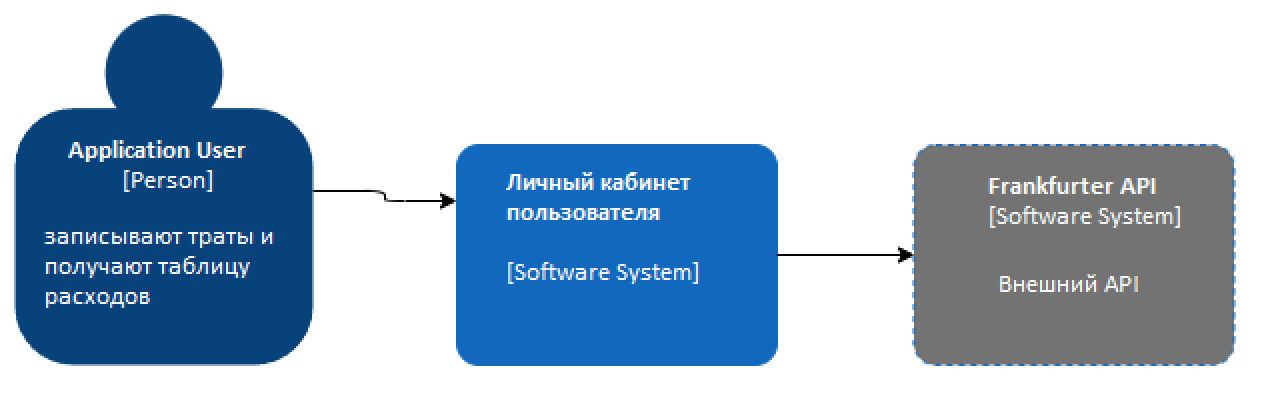 Application User
[Person]
записывают траты и
получают таблицу
расходов
Личный кабинет
пользователя
[Software System]
Frankfurter API
[Software System]
Внешний API